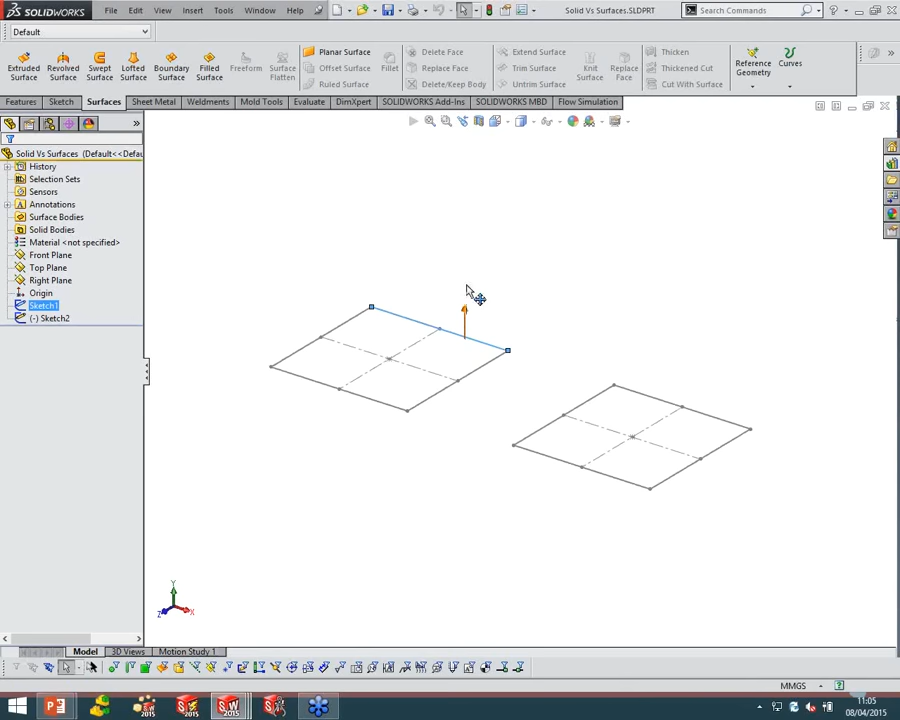 SOLIDWORKS File Edit View Insert Tools Window Help Solid Vs Surfaces.SLDPRT Search Commands
Default
Extruded Surface Revolved Surface Swept Surface Lofted Surface Boundary Surface Filled Surface Freeform Surface Flatten Planar Surface Offset Surface Ruled Surface Fillet Delete Face Replace Face Delete/Keep Body Extend Surface Trim Surface Untrim Surface Knit Surface Replace Face Thicken Thickened Cut Cut With Surface Reference Geometry Curves
Features Sketch Surfaces Sheet Metal Weldments Mold Tools Evaluate DimXpert SOLIDWORKS Add-Ins SOLIDWORKS MBD Flow Simulation
Solid Vs Surfaces (Default<<Defau
History
Selection Sets
Sensors
Annotations
Surface Bodies
Solid Bodies
Material <not specified>
Front Plane
Top Plane
Right Plane
Origin
Sketch1
(-) Sketch2
Y
Z X
Model 3D Views Motion Study 1
MMGS
2015 2015 2015
11:05
08/04/2015